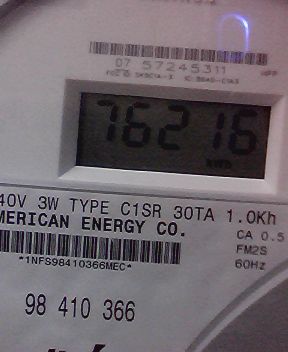 07 57245311
76216
kWh
40V 3W TYPE C1SR 30TA 1.0Kh
MERICAN ENERGY CO.
CA 0.5
FM2S
60Hz
*1NFS98410366MEC*
98 410 366